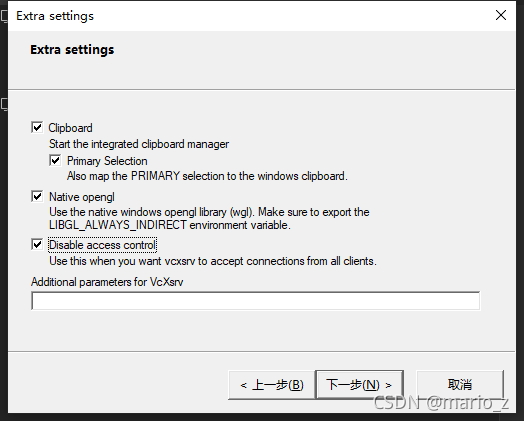 Extra settings
Extra settings
Clipboard
Start the integrated clipboard manager
Primary Selection
Also map the PRIMARY selection to the windows clipboard.
Native opengl
Use the native windows opengl library (wgl). Make sure to export the
LIBGL_ALWAYS_INDIRECT environment variable.
Disable access control
Use this when you want vcxsrv to accept connections from all clients.
Additional parameters for VcXsrv
< 上一步(B)
下一步(N) >
取消
CSDN @mario_z